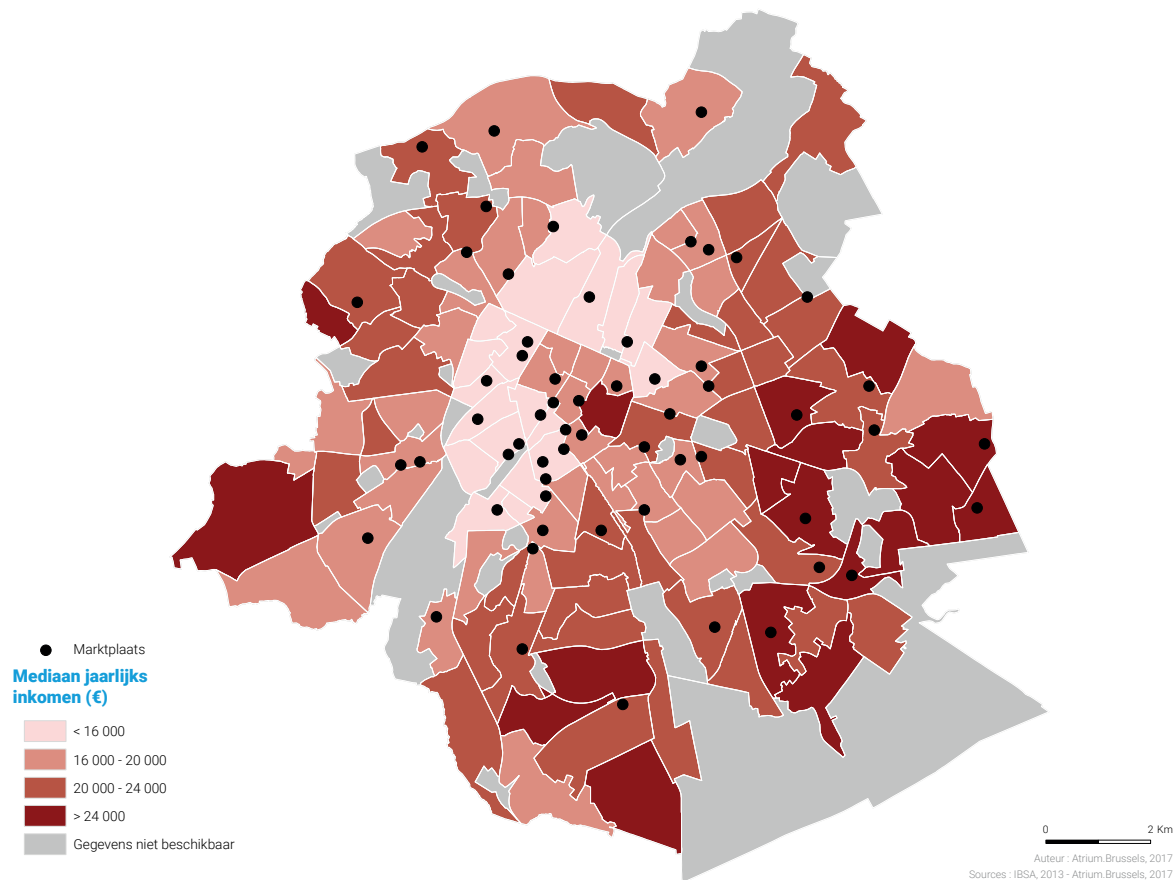 Marktplaats
Mediaan jaarlijks
inkomen (€)
< 16 000
16 000 - 20 000
20 000 - 24 000
> 24 000
Gegevens niet beschikbaar
0 2 Km
Auteur : Atrium.Brussels, 2017
Sources : IBSA, 2013 - Atrium.Brussels, 2017